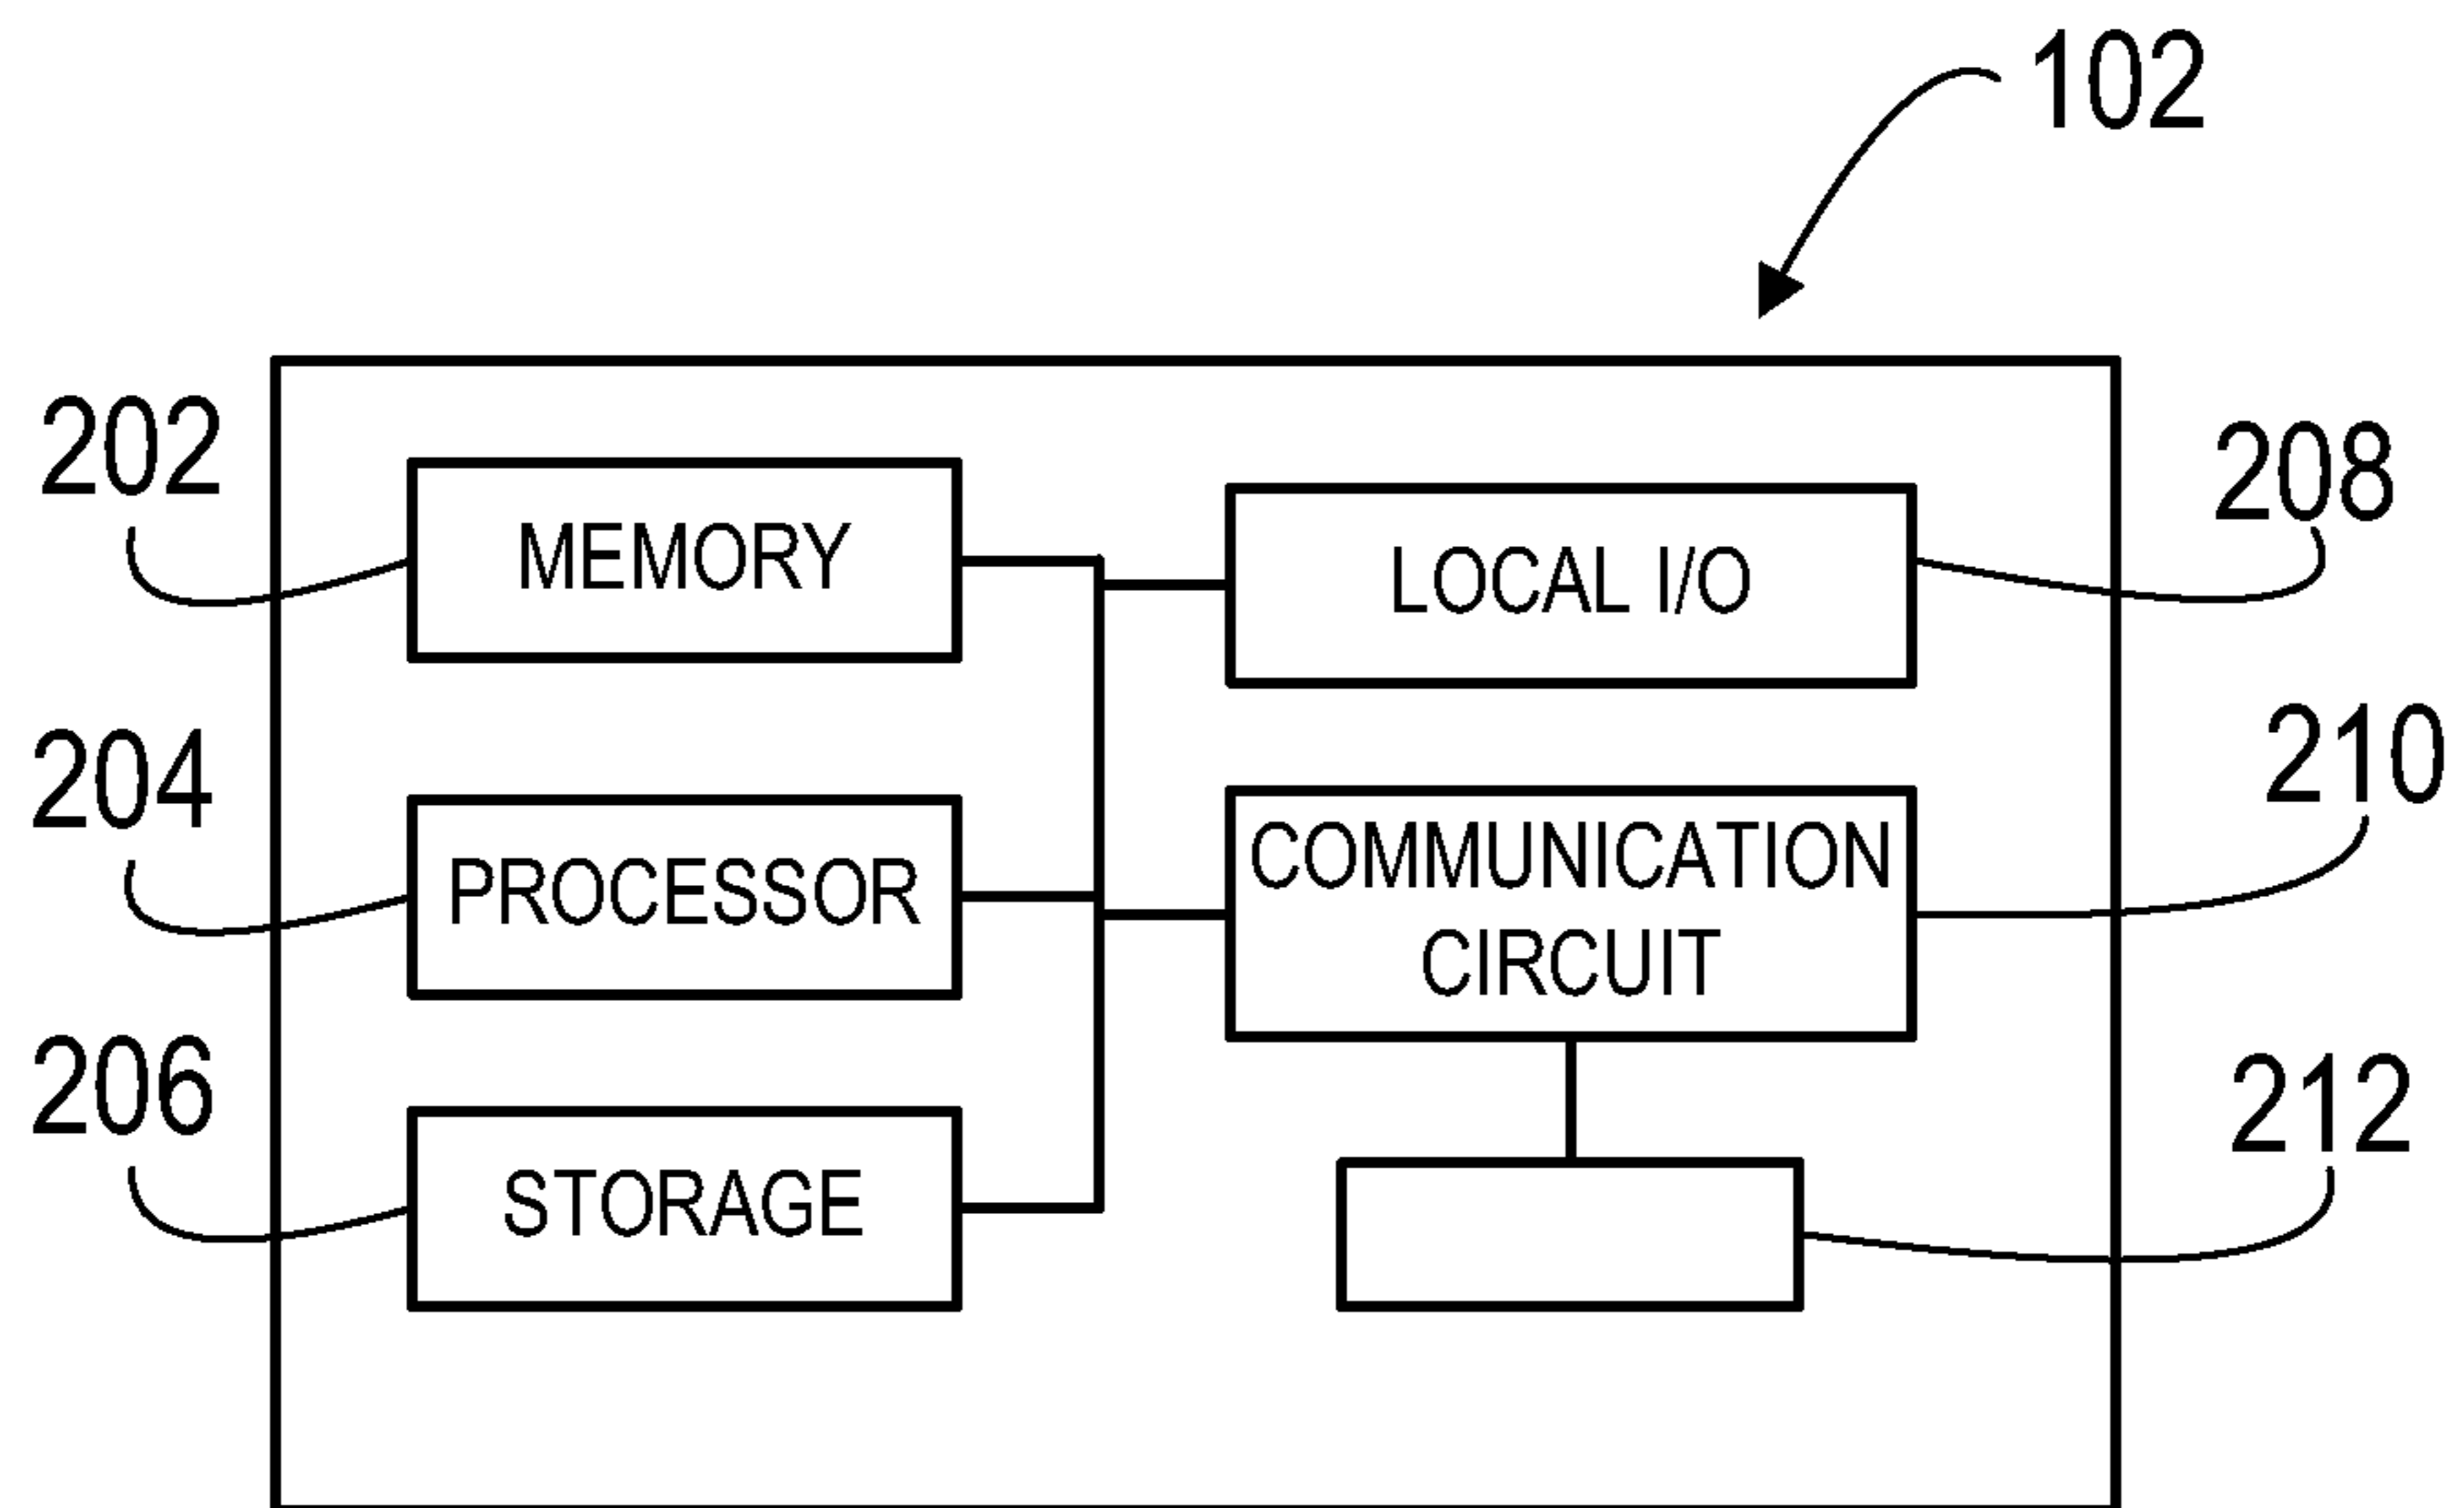 102
202
MEMORY
LOCAL I/O
208
204
PROCESSOR
COMMUNICATION
CIRCUIT
210
206
STORAGE
212